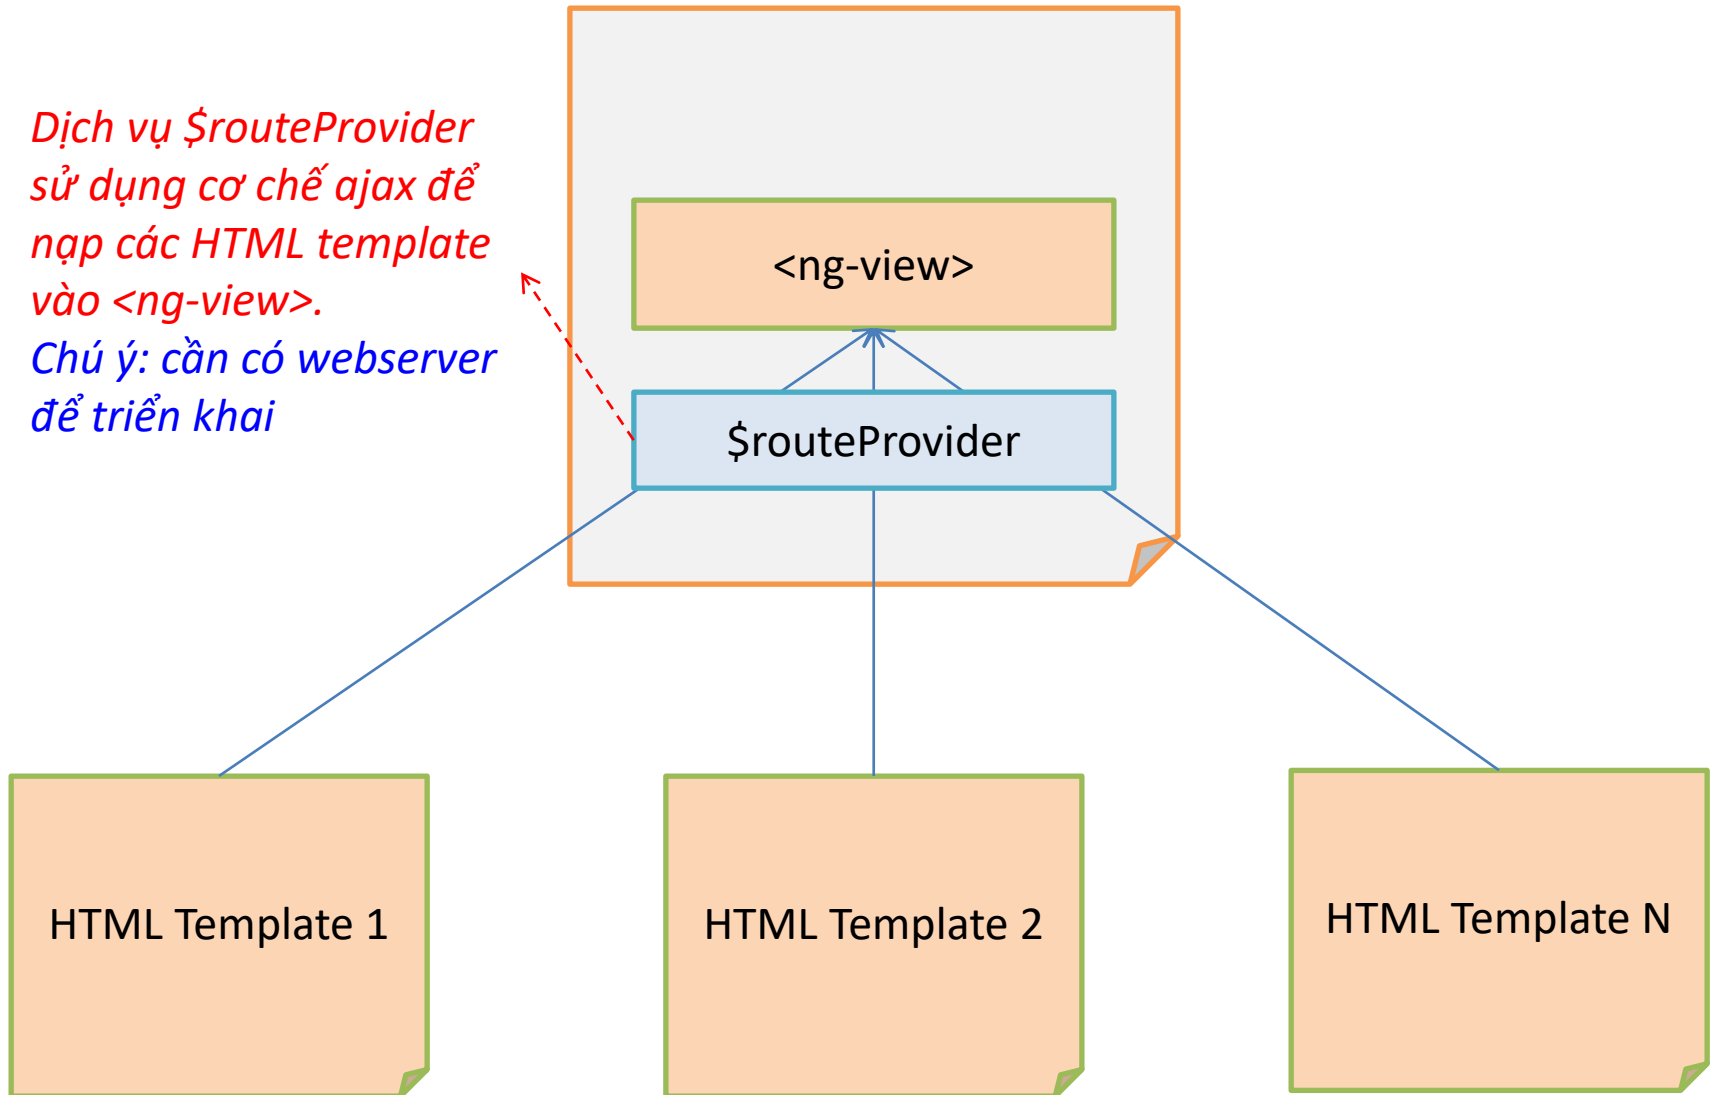 Dịch vụ $routeProvider
sử dụng cơ chế ajax để
nạp các HTML template
vào <ng-view>.
Chú ý: cần có webserver
để triển khai
<ng-view>
$routeProvider
HTML Template 1
HTML Template 2
HTML Template N